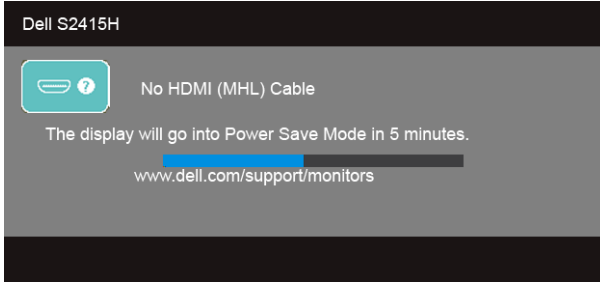 Dell S2415H
?
No HDMI (MHL) Cable
The display will go into Power Save Mode in 5 minutes.
www.dell.com/support/monitors